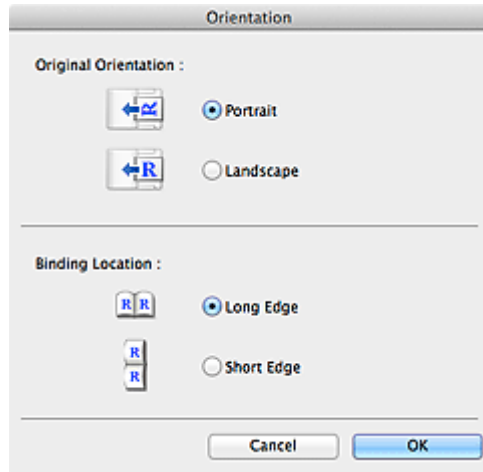 Orientation
Original Orientation :
R Portrait
R Landscape
Binding Location :
R R Long Edge
R
R Short Edge
Cancel OK